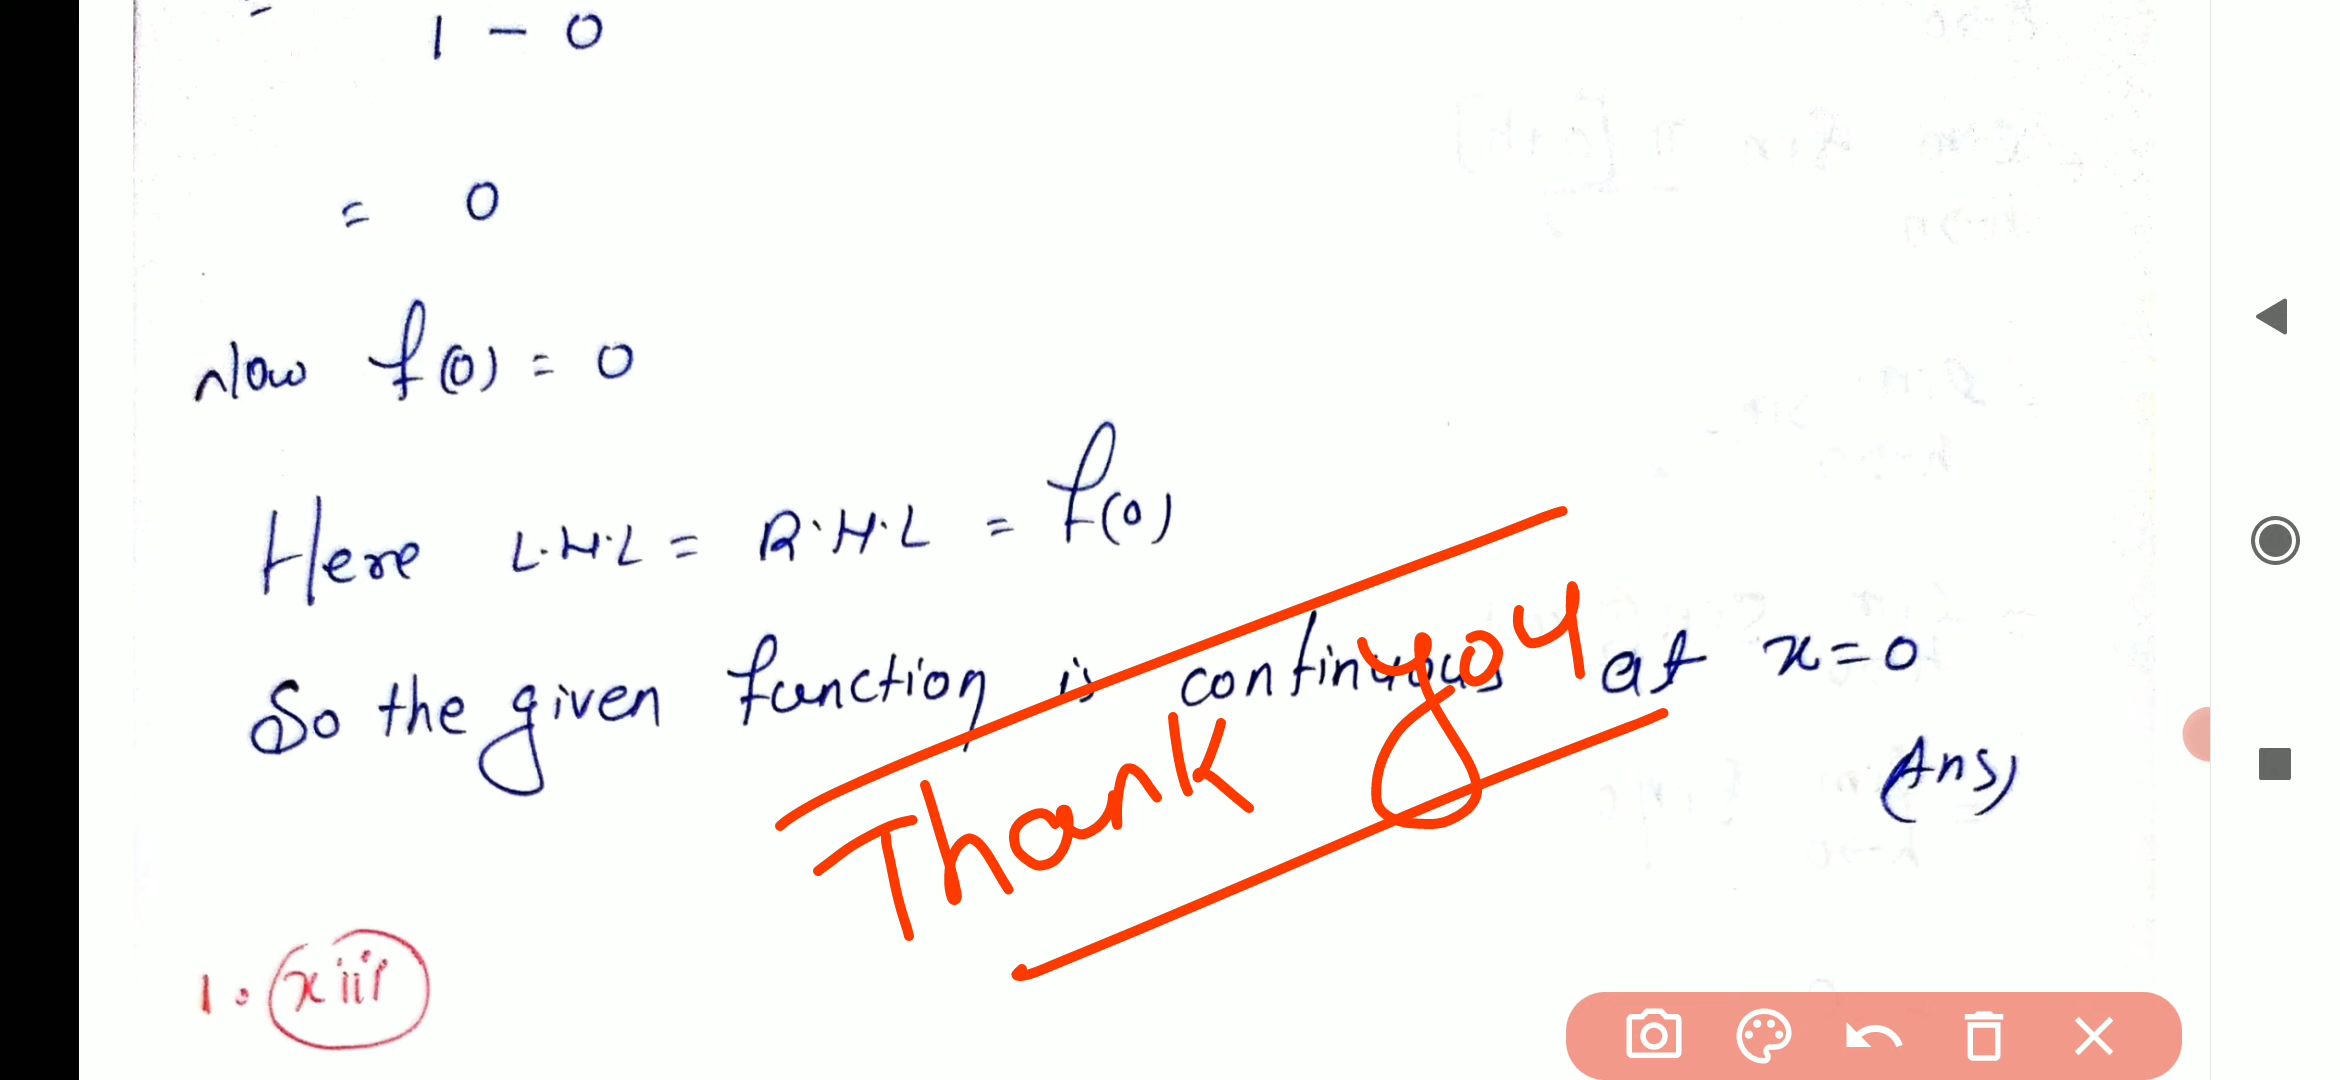 =
1 - 0
= 0
Now f(0) = 0
Here L.H.L = R.H.L = f(0)
So the given function is continuous at x=0
(Ans)
Thank you
1. xiii